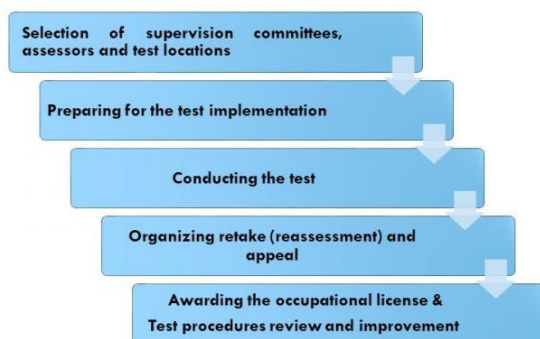 Selection of supervision committees,
assessors and test locations
Preparing for the test implementation
Conducting the test
Organizing retake (reassessment) and
appeal
Awarding the occupational license &
Test procedures review and improvement